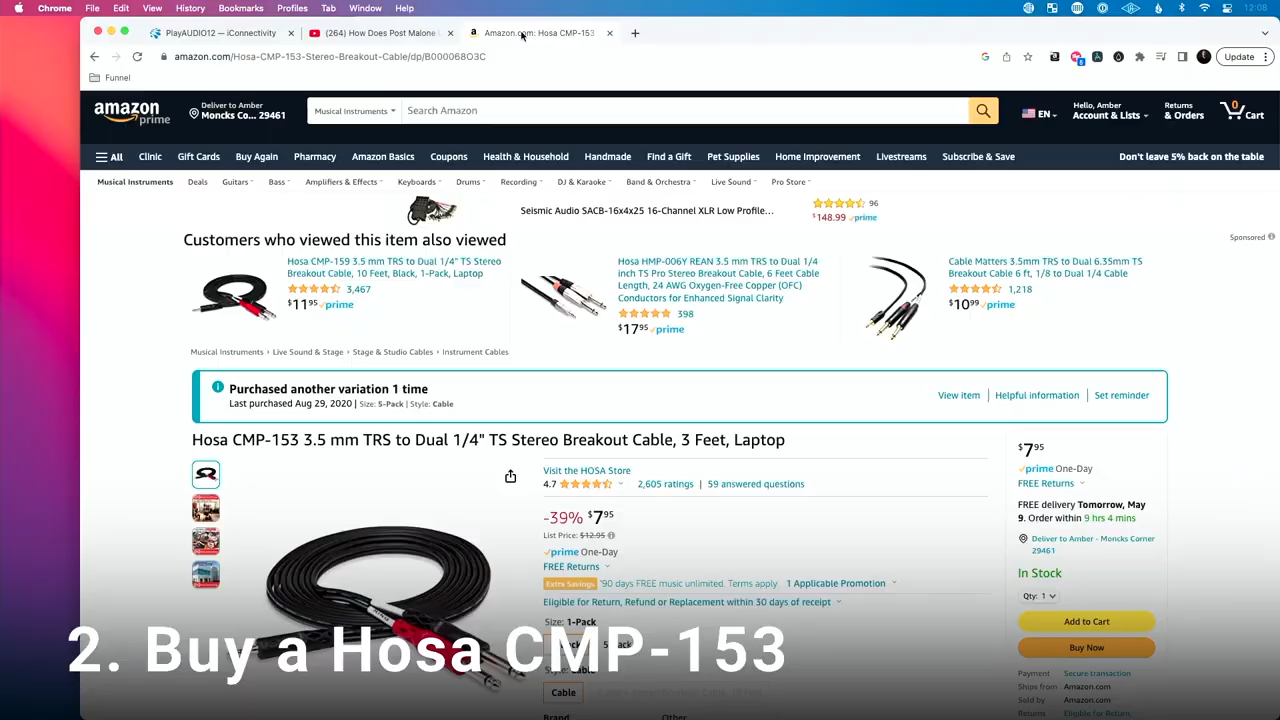 Chrome File Edit View History Bookmarks Profiles Tab Window Help 12:08
PlayAUDIO12 — iConnectivity (264) How Does Post Malone Amazon.com: Hosa CMP-153
amazon.com/Hosa-CMP-153-Stereo-Breakout-Cable/dp/B000068O3C Update
Funnel
amazon prime
Deliver to Amber
Moncks Co... 29461
Musical Instruments Search Amazon
EN
Hello, Amber
Account & Lists
Returns
& Orders
0
Cart
All Clinic Gift Cards Buy Again Pharmacy Amazon Basics Coupons Health & Household Handmade Find a Gift Pet Supplies Home Improvement Livestreams Subscribe & Save Don't leave 5% back on the table
Musical Instruments Deals Guitars Bass Amplifiers & Effects Keyboards Drums Recording DJ & Karaoke Band & Orchestra Live Sound Pro Store
Seismic Audio SACB-16x4x25 16-Channel XLR Low Profile...
96
$148.99 prime
Customers who viewed this item also viewed
Sponsored
Hosa CMP-159 3.5 mm TRS to Dual 1/4" TS Stereo
Breakout Cable, 10 Feet, Black, 1-Pack, Laptop
3,467
$1195 prime
Hosa HMP-006Y REAN 3.5 mm TRS to Dual 1/4
inch TS Pro Stereo Breakout Cable, 6 Feet Cable
Length, 24 AWG Oxygen-Free Copper (OFC)
Conductors for Enhanced Signal Clarity
398
$1795 prime
Cable Matters 3.5mm TRS to Dual 6.35mm TS
Breakout Cable 6 ft, 1/8 to Dual 1/4 Cable
1,218
$1099 prime
Musical Instruments › Live Sound & Stage › Stage & Studio Cables › Instrument Cables
Purchased another variation 1 time
Last purchased Aug 29, 2020 | Size: 5-Pack | Style: Cable
View item | Helpful information | Set reminder
Hosa CMP-153 3.5 mm TRS to Dual 1/4" TS Stereo Breakout Cable, 3 Feet, Laptop
Visit the HOSA Store
4.7 2,605 ratings | 59 answered questions
-39% $795
List Price: $12.95
prime One-Day
FREE Returns
Extra Savings '90 days FREE music unlimited. Terms apply 1 Applicable Promotion
Eligible for Return, Refund or Replacement within 30 days of receipt
Size: 1-Pack
Style: Cable
Cable
Brand Other
$795
prime One-Day
FREE Returns
FREE delivery Tomorrow, May
9. Order within 9 hrs 4 mins
Deliver to Amber - Moncks Corner
29461
In Stock
Qty: 1
Add to Cart
Buy Now
Payment Secure transaction
Ships from Amazon.com
Sold by Amazon.com
Returns Eligible for Return,
2. Buy a Hosa CMP-153